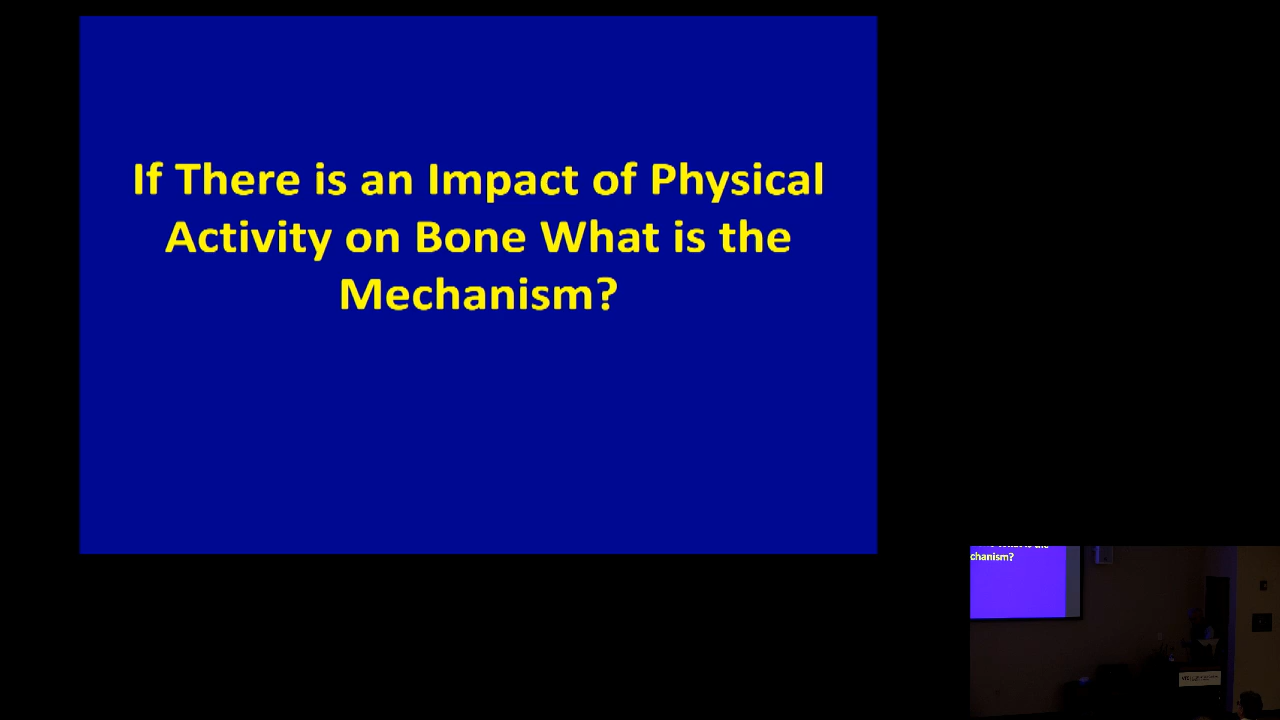 If There is an Impact of Physical
Activity on Bone What is the
Mechanism?
chanism?